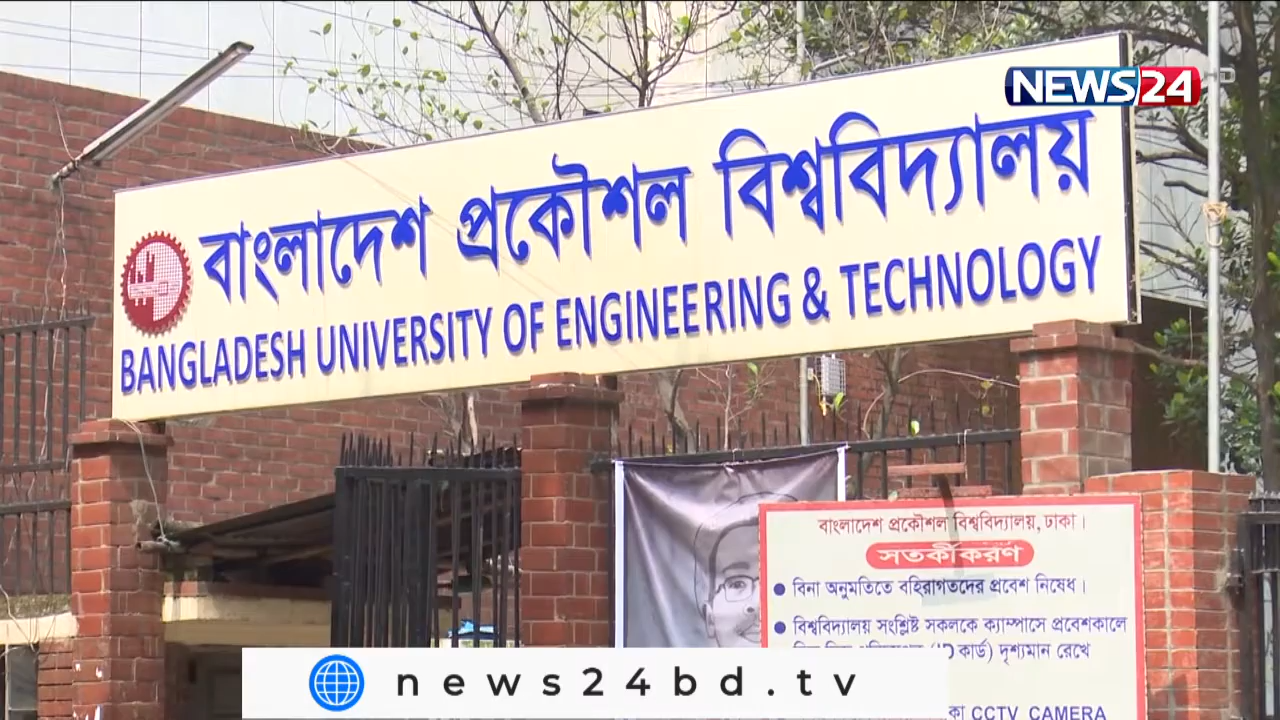 NEWS24
বাংলাদেশ প্রকৌশল বিশ্ববিদ্যালয়
BANGLADESH UNIVERSITY OF ENGINEERING & TECHNOLOGY
বাংলাদেশ প্রকৌশল বিশ্ববিদ্যালয়, ঢাকা।
সতর্কীকরণ
● বিনা অনুমতিতে বহিরাগতদের প্রবেশ নিষেধ।
● বিশ্ববিদ্যালয় সংশ্লিষ্ট সকলকে ক্যাম্পাসে প্রবেশকালে
কার্ড) দৃশ্যমান রেখে
CCTV CAMERA
news24bd.tv